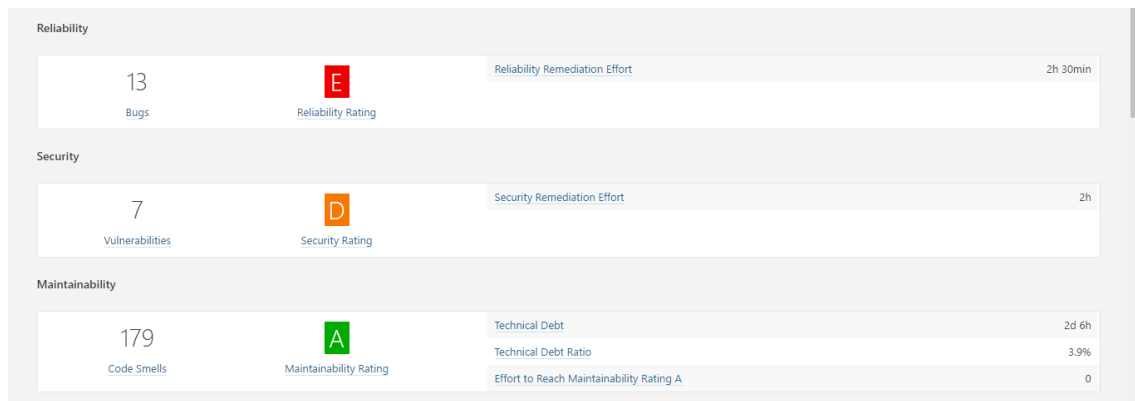 Reliability
13
Bugs
E
Reliability Rating
Reliability Remediation Effort 2h 30min
Security
7
Vulnerabilities
D
Security Rating
Security Remediation Effort 2h
Maintainability
179
Code Smells
A
Maintainability Rating
Technical Debt 2d 6h
Technical Debt Ratio 3.9%
Effort to Reach Maintainability Rating A 0